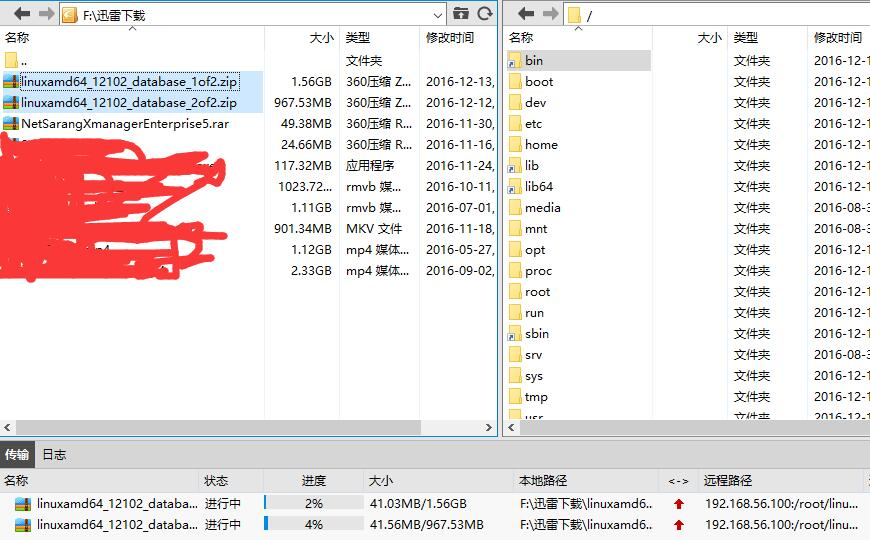 F:\迅雷下载
/
名称 大小 类型 修改时间
名称 大小 类型 修改时间
.. 文件夹
linuxamd64_12102_database_1of2.zip 1.56GB 360压缩 Z... 2016-12-13,
linuxamd64_12102_database_2of2.zip 967.53MB 360压缩 Z... 2016-12-12,
NetSarangXmanagerEnterprise5.rar 49.38MB 360压缩 R... 2016-11-30,
24.66MB 360压缩 R... 2016-11-16,
117.32MB 应用程序 2016-11-24,
1023.72... rmvb 媒... 2016-10-11,
1.11GB rmvb 媒... 2016-07-01,
901.34MB MKV 文件 2016-11-18,
1.12GB mp4 媒体... 2016-05-27,
2.33GB mp4 媒体... 2016-09-02,
bin 文件夹 2016-12-1
boot 文件夹 2016-12-1
dev 文件夹 2016-12-1
etc 文件夹 2016-12-1
home 文件夹 2016-12-1
lib 文件夹 2016-12-1
lib64 文件夹 2016-12-1
media 文件夹 2016-08-3
mnt 文件夹 2016-08-3
opt 文件夹 2016-12-1
proc 文件夹 2016-12-1
root 文件夹 2016-12-1
run 文件夹 2016-12-1
sbin 文件夹 2016-12-1
srv 文件夹 2016-08-3
sys 文件夹 2016-12-1
tmp 文件夹 2016-12-1
usr 文件夹 2016-12-1
传输 日志
名称 状态 进度 大小 本地路径 <-> 远程路径
linuxamd64_12102_databa... 进行中 2% 41.03MB/1.56GB F:\迅雷下载\linuxamd6... 192.168.56.100:/root/linu...
linuxamd64_12102_databa... 进行中 4% 41.56MB/967.53MB F:\迅雷下载\linuxamd6... 192.168.56.100:/root/linu...